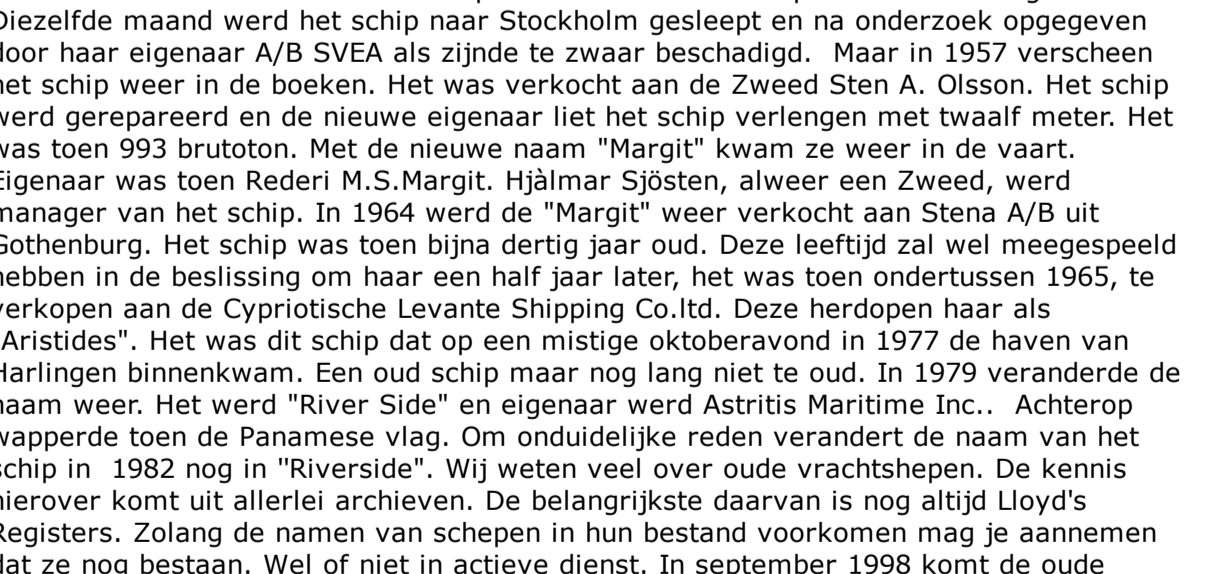 Diezelfde maand werd het schip naar Stockholm gesleept en na onderzoek opgegeven
door haar eigenaar A/B SVEA als zijnde te zwaar beschadigd.  Maar in 1957 verscheen
het schip weer in de boeken. Het was verkocht aan de Zweed Sten A. Olsson. Het schip
werd gerepareerd en de nieuwe eigenaar liet het schip verlengen met twaalf meter. Het
was toen 993 brutoton. Met de nieuwe naam "Margit" kwam ze weer in de vaart.
Eigenaar was toen Rederi M.S.Margit. Hjàlmar Sjösten, alweer een Zweed, werd
manager van het schip. In 1964 werd de "Margit" weer verkocht aan Stena A/B uit
Gothenburg. Het schip was toen bijna dertig jaar oud. Deze leeftijd zal wel meegespeeld
hebben in de beslissing om haar een half jaar later, het was toen ondertussen 1965, te
verkopen aan de Cypriotische Levante Shipping Co.ltd. Deze herdopen haar als
"Aristides". Het was dit schip dat op een mistige oktoberavond in 1977 de haven van
Harlingen binnenkwam. Een oud schip maar nog lang niet te oud. In 1979 veranderde de
naam weer. Het werd "River Side" en eigenaar werd Astritis Maritime Inc..  Achterop
wapperde toen de Panamese vlag. Om onduidelijke reden verandert de naam van het
schip in  1982 nog in "Riverside". Wij weten veel over oude vrachtshepen. De kennis
hierover komt uit allerlei archieven. De belangrijkste daarvan is nog altijd Lloyd's
Registers. Zolang de namen van schepen in hun bestand voorkomen mag je aannemen
dat ze nog bestaan. Wel of niet in actieve dienst. In september 1998 komt de oude